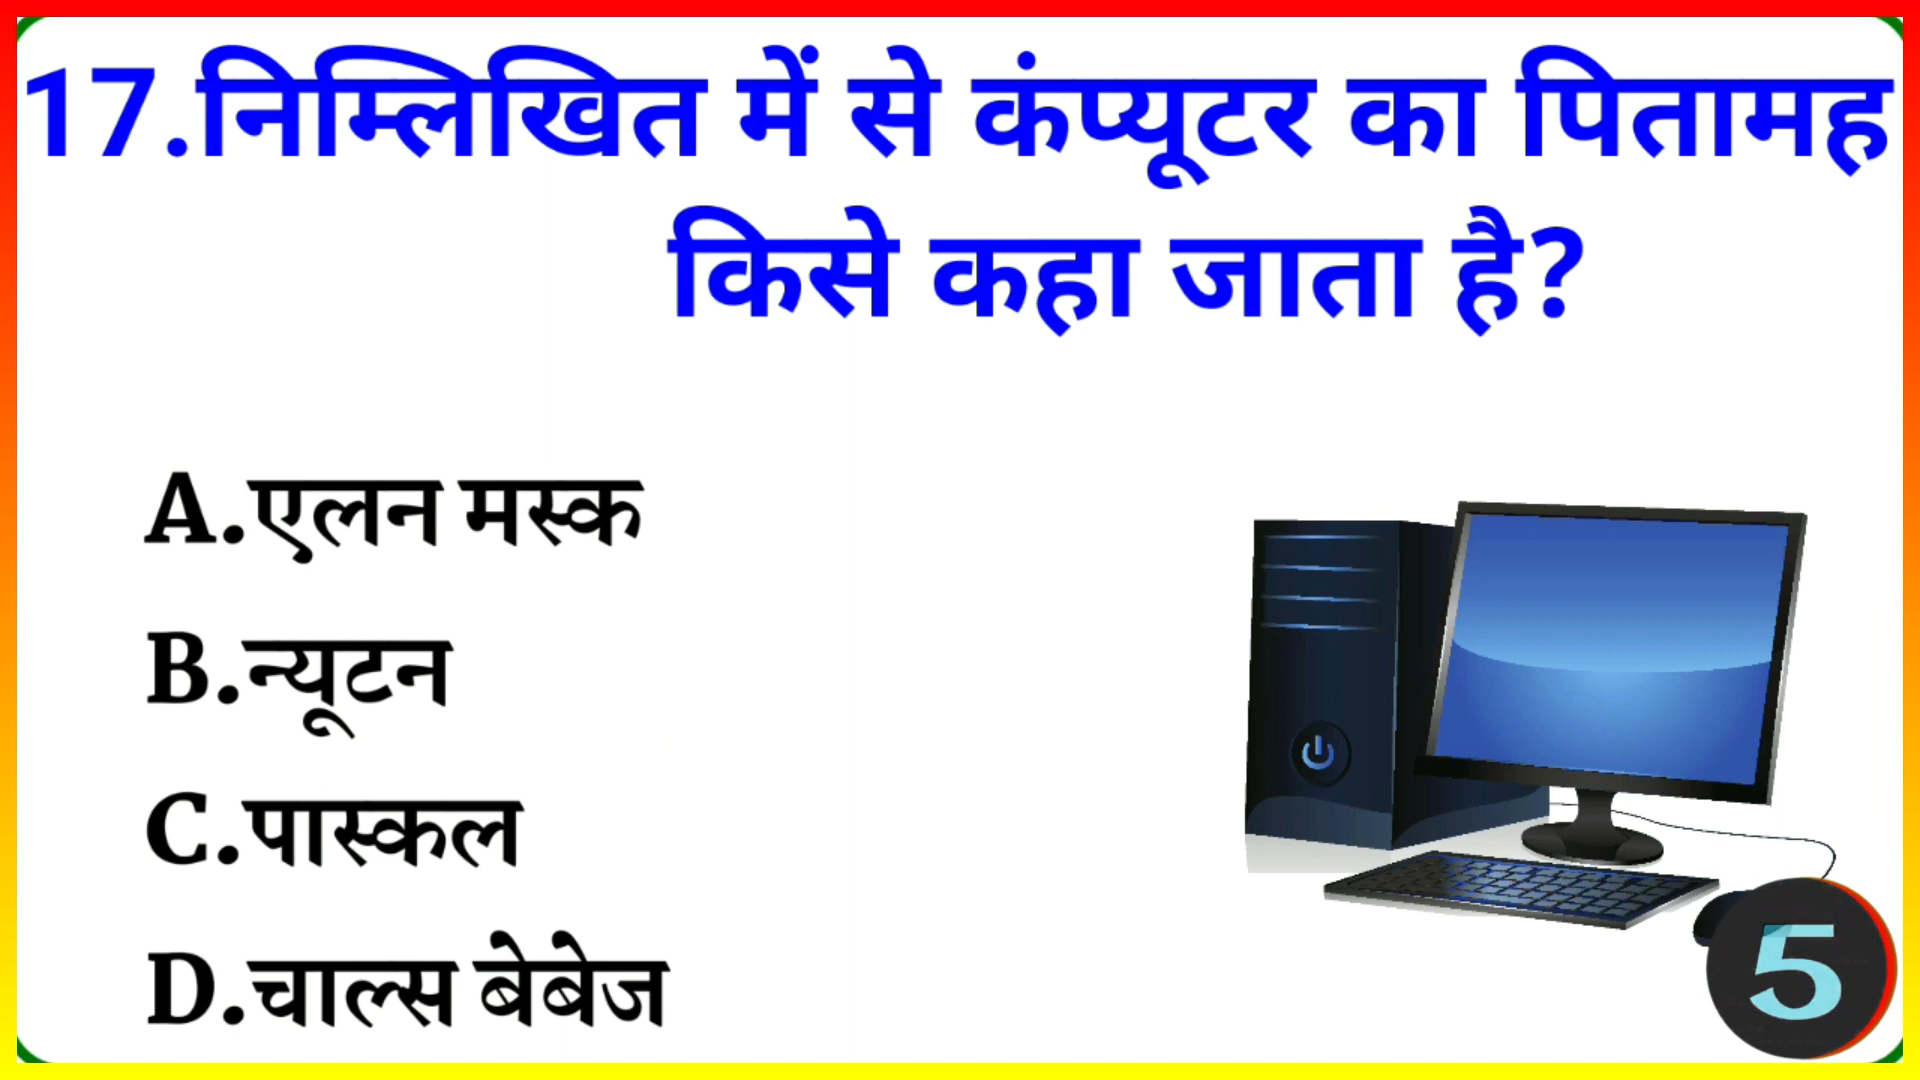 17.निम्लिखित में से कंप्यूटर का पितामह
किसे कहा जाता है?
A.एलन मस्क
B.न्यूटन
C.पास्कल
D.चाल्स बेबेज
5